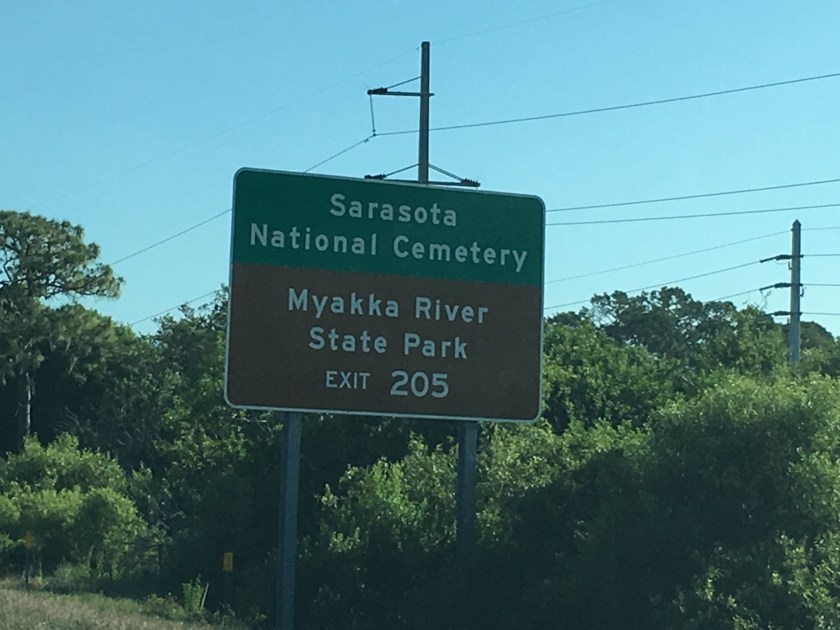 Sarasota
National Cemetery
Myakka River
State Park
EXIT 205